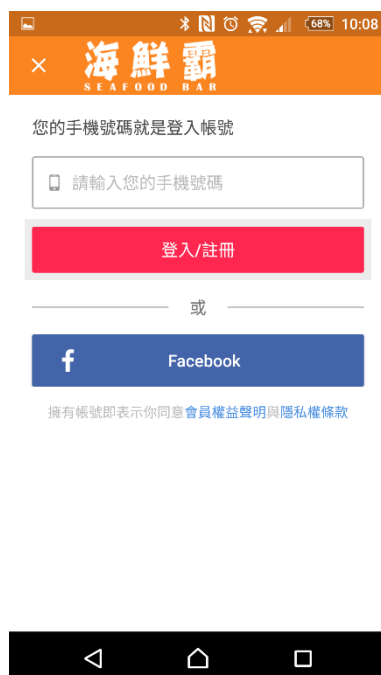 68% 10:08
× 海鮮霸
SEAFOOD BAR
您的手機號碼就是登入帳號
請輸入您的手機號碼
登入/註冊
或
f Facebook
擁有帳號即表示你同意會員權益聲明與隱私權條款